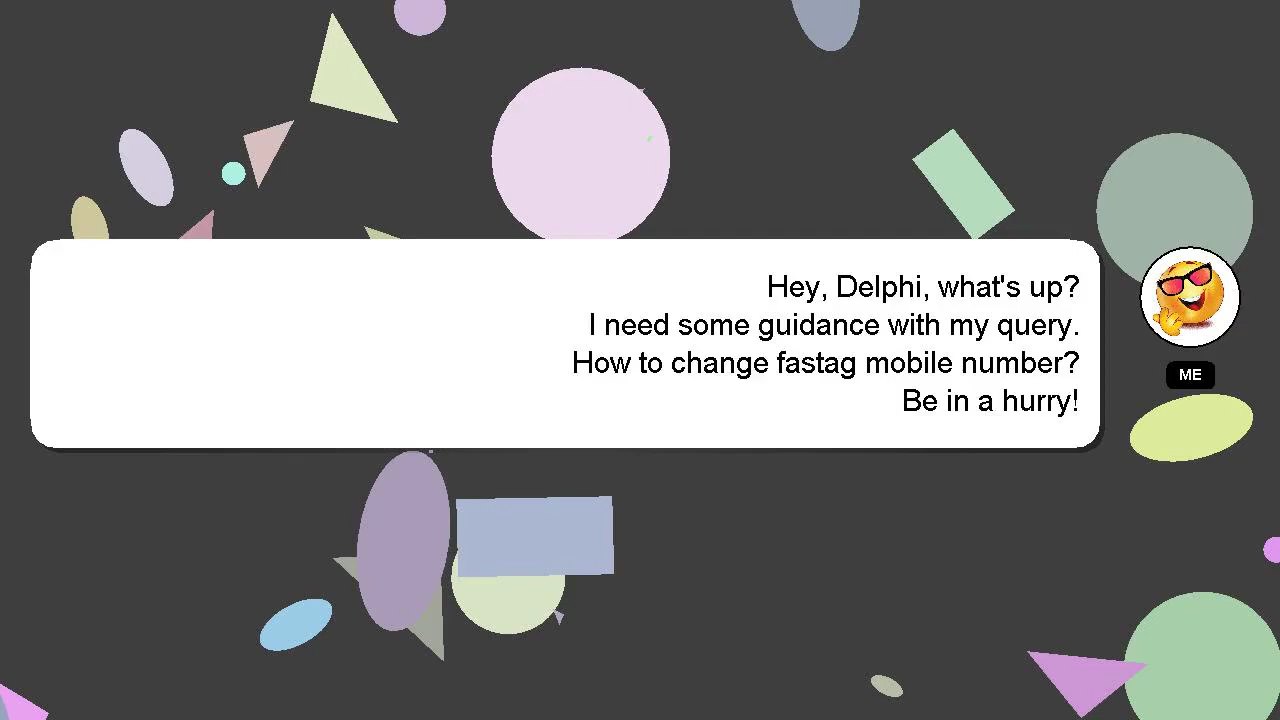 Hey, Delphi, what's up?
I need some guidance with my query.
How to change fastag mobile number?
Be in a hurry!
ME